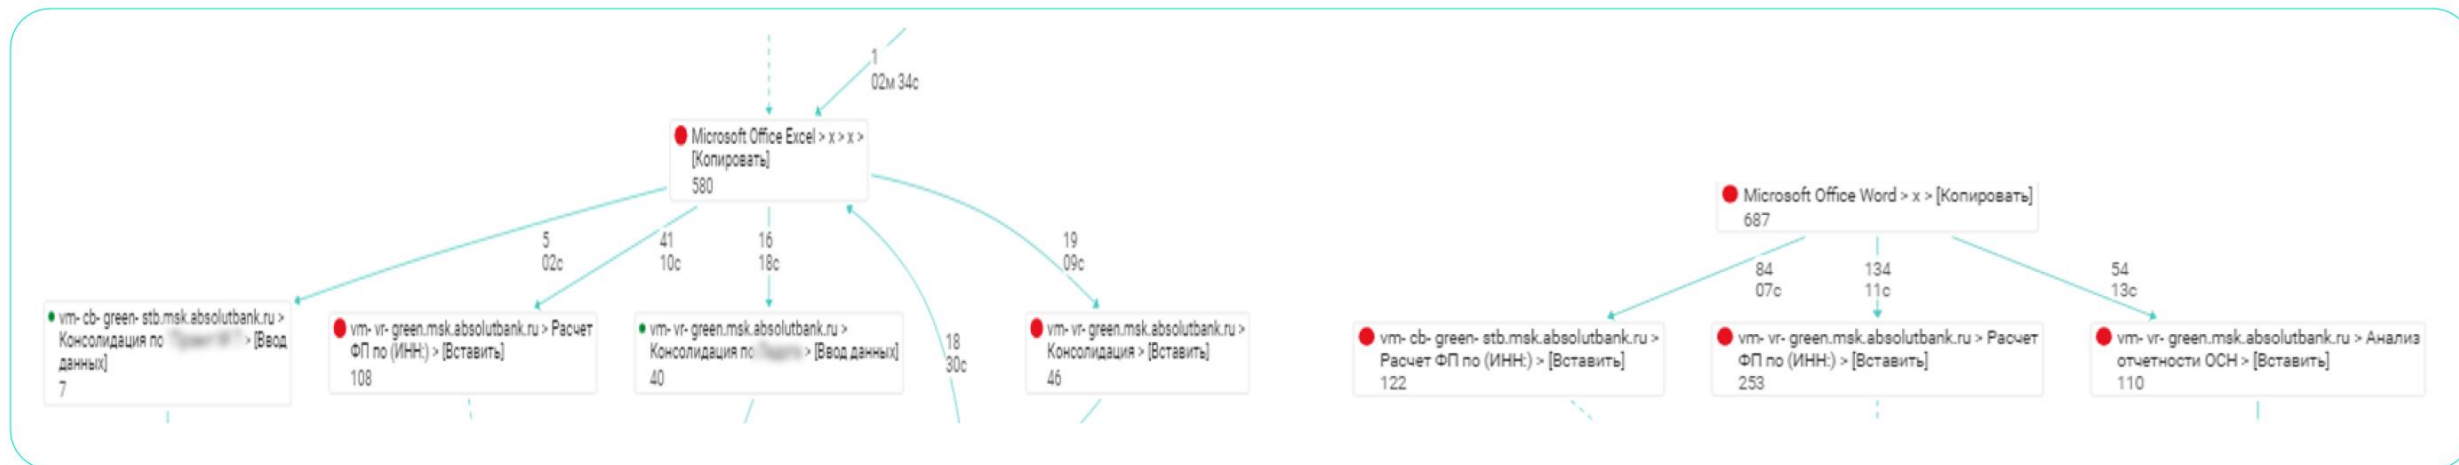 1
02м 34с
Microsoft Office Excel > x > x >
[Копировать]
580
5
02с
41
10с
16
18с
19
09с
18
30с
vm- cb- green- stb.msk.absolutbank.ru >
Консолидация по > [Ввод
данных]
7
vm- vr- green.msk.absolutbank.ru > Расчет
ФП по (ИНН:) > [Вставить]
108
vm- vr- green.msk.absolutbank.ru >
Консолидация по > [Ввод данных]
40
vm- vr- green.msk.absolutbank.ru >
Консолидация > [Вставить]
46
Microsoft Office Word > x > [Копировать]
687
84
07с
134
11с
54
13с
vm- cb- green- stb.msk.absolutbank.ru >
Расчет ФП по (ИНН:) > [Вставить]
122
vm- vr- green.msk.absolutbank.ru > Расчет
ФП по (ИНН:) > [Вставить]
253
vm- vr- green.msk.absolutbank.ru > Анализ
отчетности ОСН > [Вставить]
110